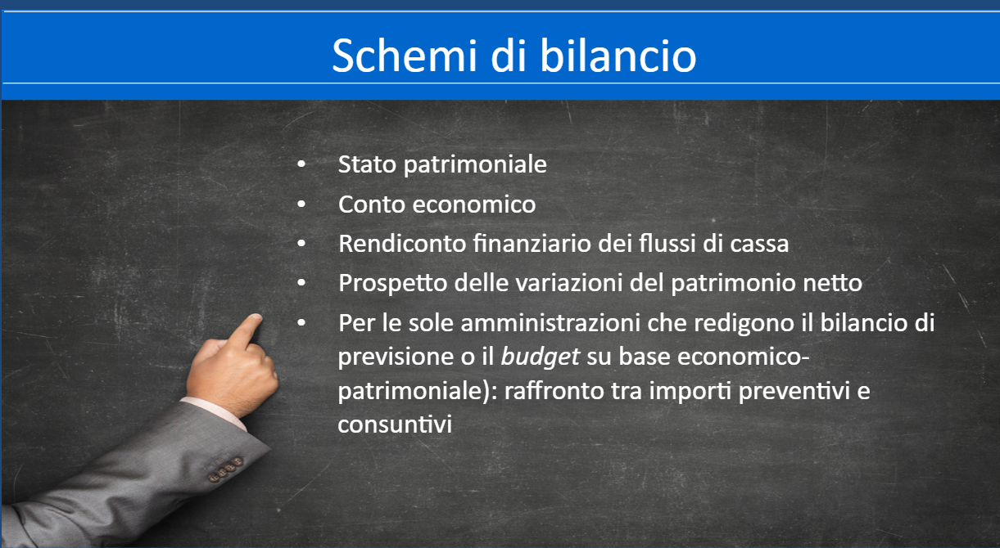 Schemi di bilancio
• Stato patrimoniale
• Conto economico
• Rendiconto finanziario dei flussi di cassa
• Prospetto delle variazioni del patrimonio netto
• Per le sole amministrazioni che redigono il bilancio di
previsione o il budget su base economico-
patrimoniale): raffronto tra importi preventivi e
consuntivi